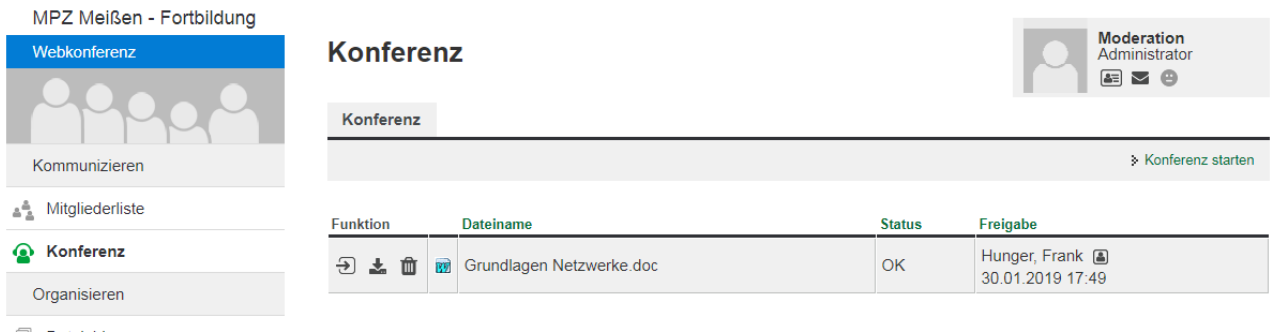 MPZ Meißen - Fortbildung
Webkonferenz
Kommunizieren
Mitgliederliste
Konferenz
Organisieren
Konferenz
Moderation
Administrator
Konferenz
Konferenz starten
Funktion Dateiname Status Freigabe
Grundlagen Netzwerke.doc OK Hunger, Frank
30.01.2019 17:49